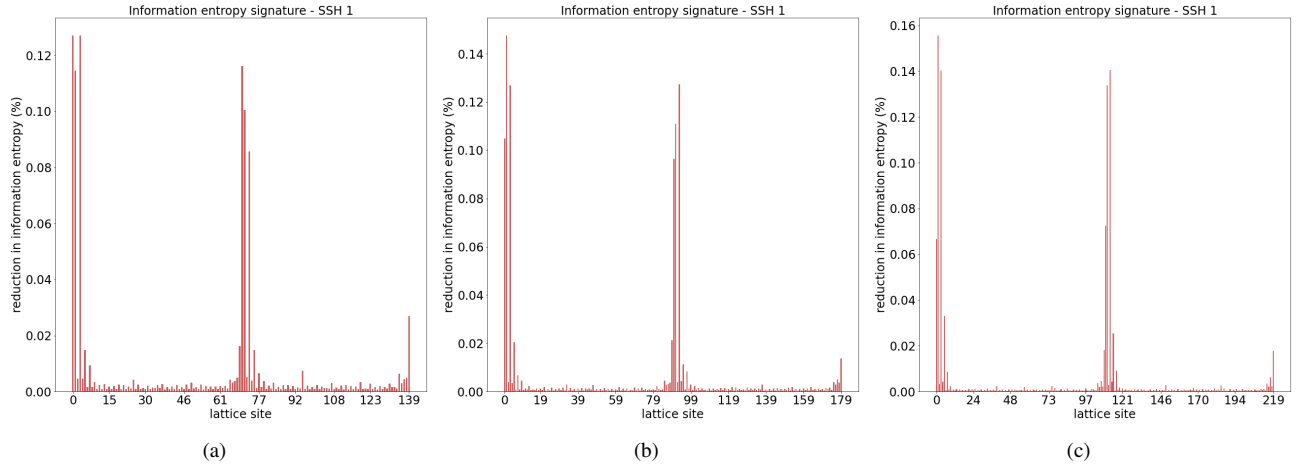 Information entropy signature - SSH 1
reduction in information entropy (%)
0.12
0.10
0.08
0.06
0.04
0.02
0.00
0 15 30 46 61 77 92 108 123 139
lattice site
(a)
Information entropy signature - SSH 1
reduction in information entropy (%)
0.14
0.12
0.10
0.08
0.06
0.04
0.02
0.00
0 19 39 59 79 99 119 139 159 179
lattice site
(b)
Information entropy signature - SSH 1
reduction in information entropy (%)
0.16
0.14
0.12
0.10
0.08
0.06
0.04
0.02
0.00
0 24 48 73 97 121 146 170 194 219
lattice site
(c)